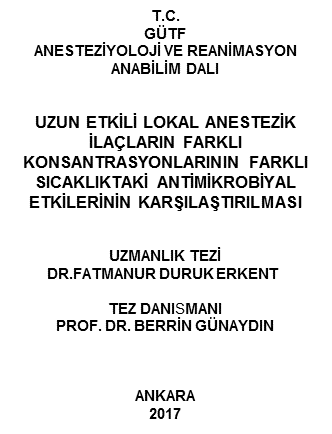 T.C.
GÜTF
ANESTEZİYOLOJİ VE REANİMASYON
ANABİLİM DALI
UZUN ETKİLİ LOKAL ANESTEZİK
İLAÇLARIN FARKLI
KONSANTRASYONLARININ FARKLI
SICAKLIKTAKİ ANTİMİKROBİYAL
ETKİLERİNİN KARŞILAŞTIRILMASI
UZMANLIK TEZİ
DR.FATMANUR DURUK ERKENT
TEZ DANISMANI
PROF. DR. BERRİN GÜNAYDIN
ANKARA
2017